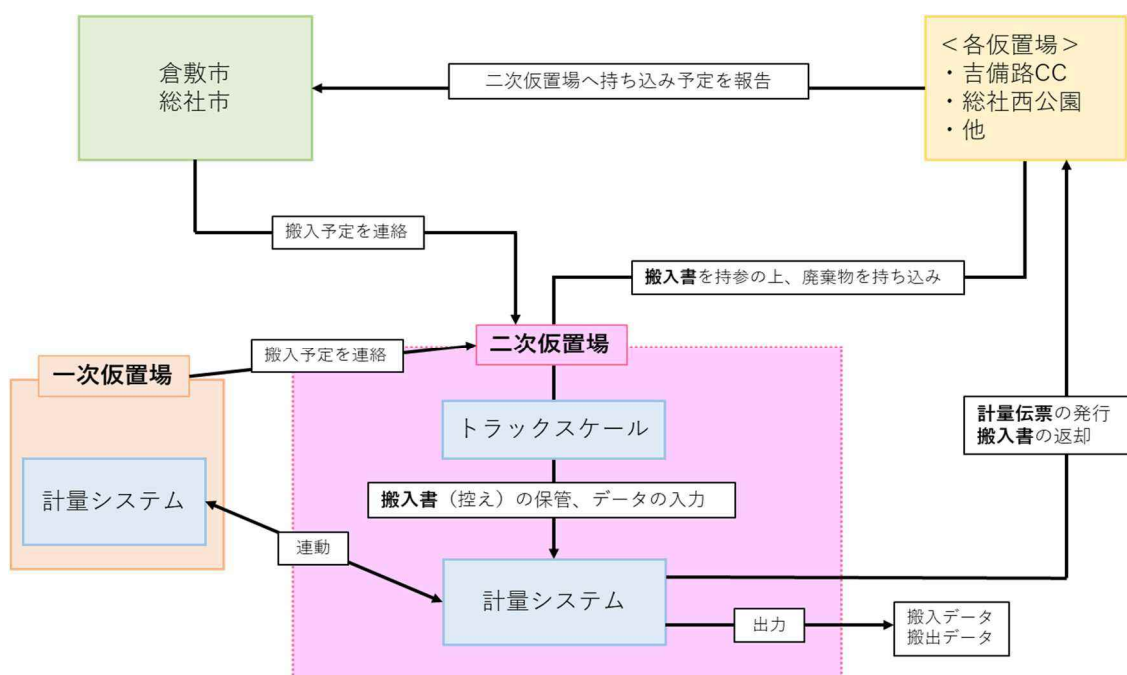 倉敷市
総社市
二次仮置場へ持ち込み予定を報告
＜各仮置場＞
・吉備路CC
・総社西公園
・他
搬入予定を連絡
搬入書を持参の上、廃棄物を持ち込み
搬入予定を連絡
二次仮置場
一次仮置場
トラックスケール
計量伝票の発行
搬入書の返却
計量システム
搬入書（控え）の保管、データの入力
連動
計量システム
出力
搬入データ
搬出データ